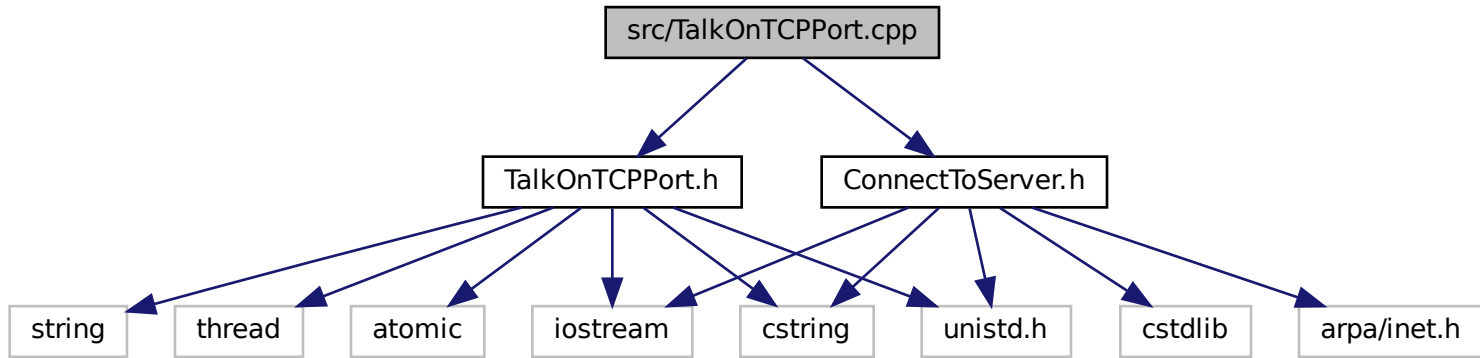 src/TalkOnTCPPort.cpp
TalkOnTCPPort.h
ConnectToServer.h
string
thread
atomic
iostream
cstring
unistd.h
cstdlib
arpa/inet.h